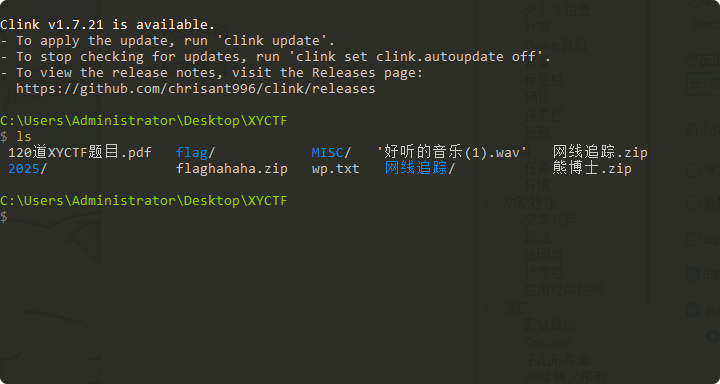 Clink v1.7.21 is available.
- To apply the update, run 'clink update'.
- To stop checking for updates, run 'clink set clink.autoupdate off'.
- To view the release notes, visit the Releases page:
  https://github.com/chrisant996/clink/releases
C:\Users\Administrator\Desktop\XYCTF
$ ls
120道XYCTF题目.pdf flag/ MISC/ '好听的音乐(1).wav' 网线追踪.zip
2025/ flaghahaha.zip wp.txt 网线追踪/ 熊博士.zip
C:\Users\Administrator\Desktop\XYCTF
$